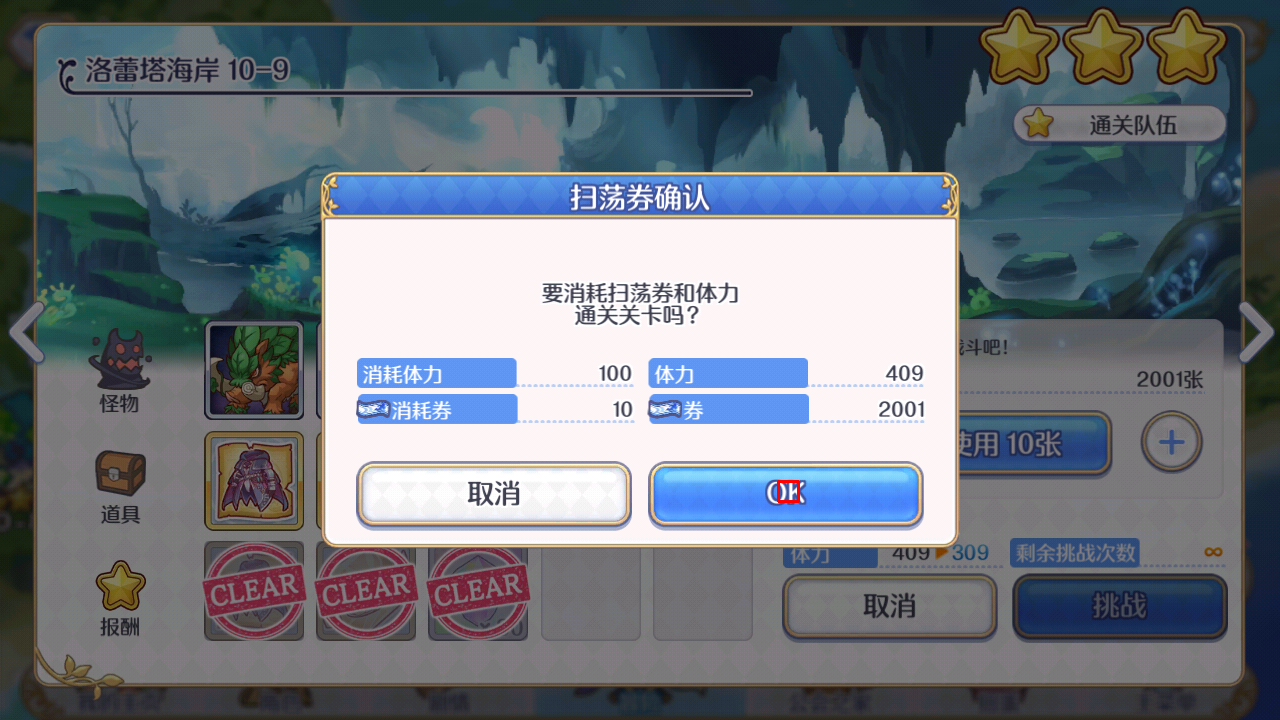 洛蕾塔海岸 10-9
通关队伍
扫荡券确认
要消耗扫荡券和体力
通关关卡吗？
消耗体力 100 体力 409
消耗券 10 券 2001
取消 OK
斗吧！
2001张
使用 10张
怪物
道具
报酬
CLEAR CLEAR CLEAR
体力 409 309 剩余挑战次数 ∞
取消 挑战